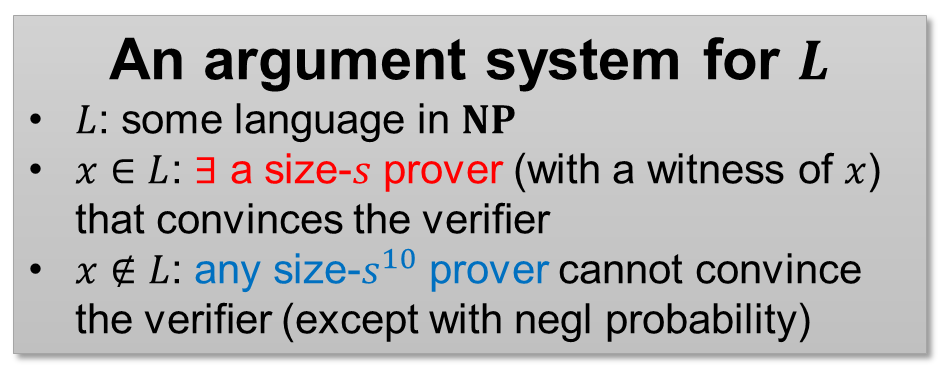 An argument system for 𝐿
• 𝐿: some language in NP
• 𝑥 ∈ 𝐿: ∃ a size-𝑠 prover (with a witness of 𝑥)
that convinces the verifier
• 𝑥 ∉ 𝐿: any size-𝑠¹⁰ prover cannot convince
the verifier (except with negl probability)